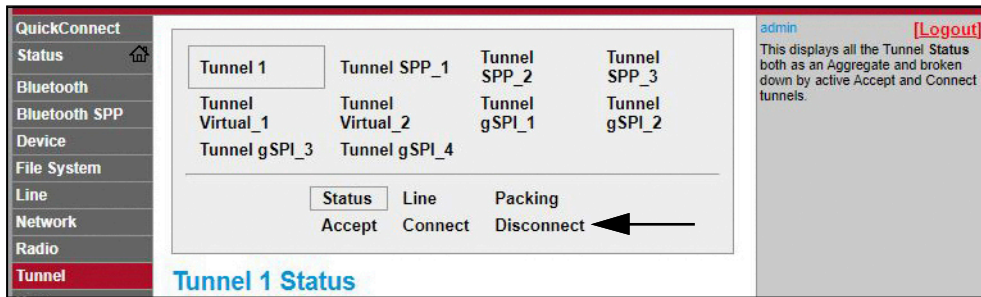 QuickConnect
Status
Bluetooth
Bluetooth SPP
Device
File System
Line
Network
Radio
Tunnel
Tunnel 1
Tunnel SPP_1
Tunnel
SPP_2
Tunnel
SPP_3
Tunnel
Virtual_1
Tunnel
Virtual_2
Tunnel
gSPI_1
Tunnel
gSPI_2
Tunnel gSPI_3
Tunnel gSPI_4
Status
Line
Packing
Accept
Connect
Disconnect
Tunnel 1 Status
admin
[Logout]
This displays all the Tunnel Status
both as an Aggregate and broken
down by active Accept and Connect
tunnels.